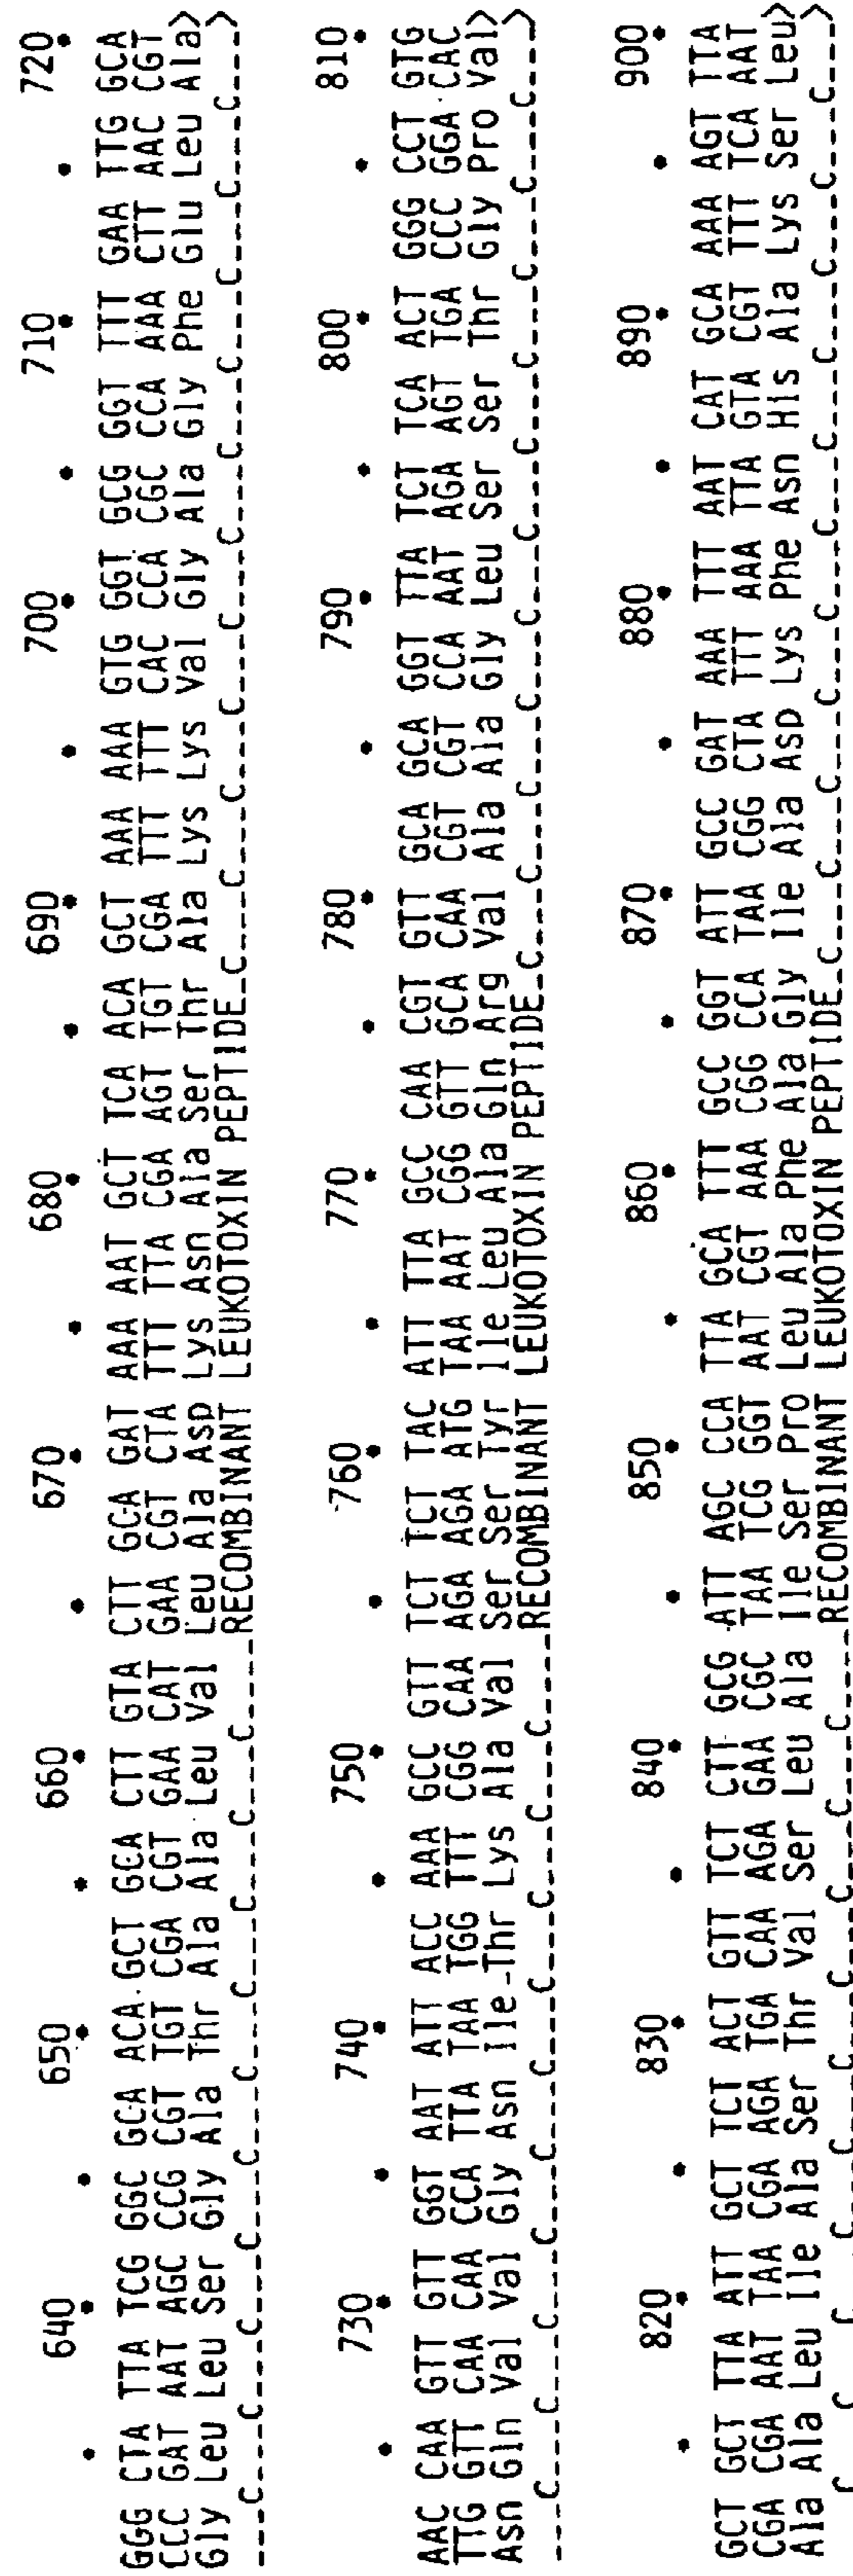 640 650 660 670 680 690 700 710 720
GGG CTA TTA TCG GGC GCA ACA GCT GCA CTT GTA CTT GCA GAT AAA AAT GCT TCA ACA GCT AAA AAA GTG GGT GCG GGT TTT GAA TTG GCA
CCC GAT AAT AGC CCG CGT TGT CGA CGT GAA CAT GAA CGT CTA TTT TTA CGA AGT TGT CGA TTT TTT CAC CCA CGC CCA AAA CTT AAC CGT
Gly Leu Leu Ser Gly Ala Thr Ala Ala Leu Val Leu Ala Asp Lys Asn Ala Ser Thr Ala Lys Lys Val Gly Ala Gly Phe Glu Leu Ala>
---C---C---C---C---C---C---C---RECOMBINANT LEUKOTOXIN PEPTIDE_C---C---C---C---C---C---C---C---C---C---C---C---C---C---C---C---C---C---C---C---C---C---C---C---C---C---C---C---C---C---C---C---C---C---C--->
730 740 750 760 770 780 790 800 810
AAC CAA GTT GTT GGT AAT ATT ACC AAA GCC GTT TCT TCT TAC ATT TTA GCC CAA CGT GTT GCA GCA GGT TTA TCT TCA ACT GGG CCT GTG
TTG GTT CAA CAA CCA TTA TAA TGG TTT CGG CAA AGA AGA ATG TAA AAT CGG GTT GCA CAA CGT CGT CCA AAT AGA AGT TGA CCC GGA CAC
Asn Gln Val Val Gly Asn Ile Thr Lys Ala Val Ser Ser Tyr Ile Leu Ala Gln Arg Val Ala Ala Gly Leu Ser Ser Thr Gly Pro Val>
---C---C---C---C---C---C---C---RECOMBINANT LEUKOTOXIN PEPTIDE_C---C---C---C---C---C---C--->
820 830 840 850 860 870 880 890 900
GCT GCT TTA ATT GCT TCT ACT GTT TCT CTT GCG ATT AGC CCA TTA GCA TTT GCC GGT ATT GCC GAT AAA TTT AAT CAT GCA AAA AGT TTA
CGA CGA AAT TAA CGA AGA TGA CAA AGA GAA CGC TAA TCG GGT AAT CGT AAA CGG CCA TAA CGG CTA TTT AAA TTA GTA CGT TTT TCA AAT
Ala Ala Leu Ile Ala Ser Thr Val Ser Leu Ala Ile Ser Pro Leu Ala Phe Ala Gly Ile Ala Asp Lys Phe Asn His Ala Lys Ser Leu>
C---C---C---C---C---C---C---RECOMBINANT LEUKOTOXIN PEPTIDE_C---C---C---C---C---C---C--->